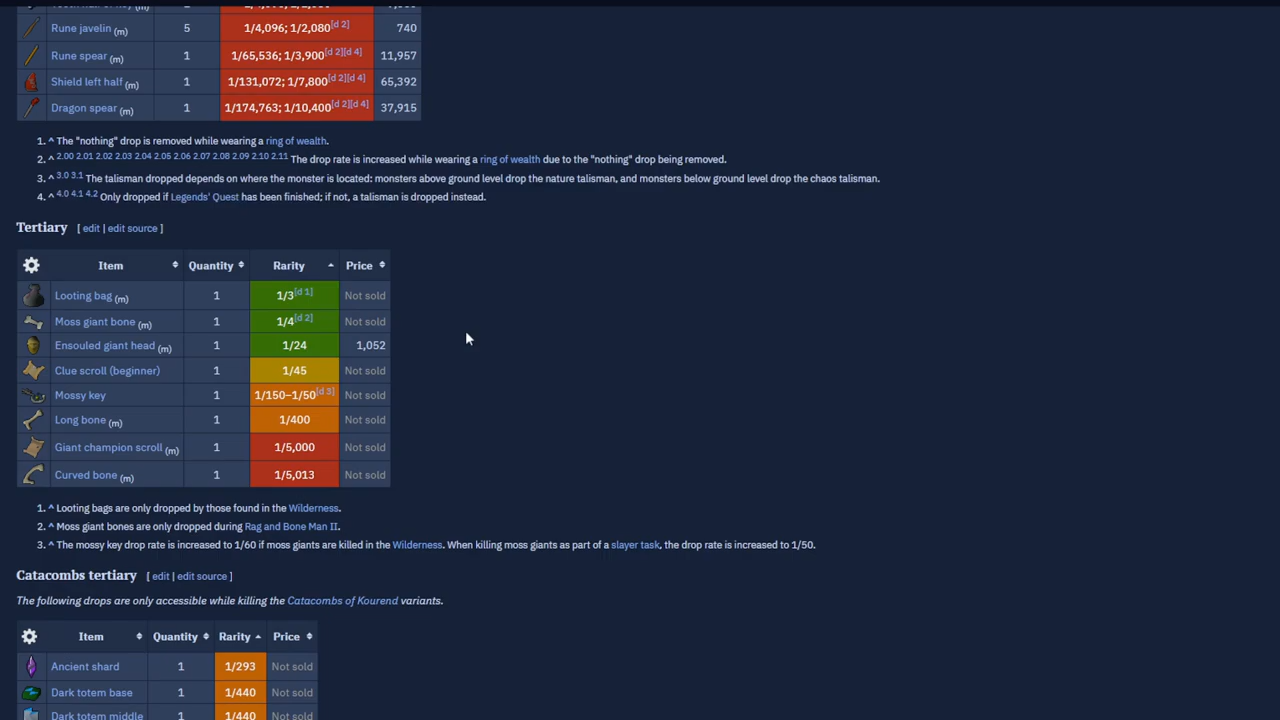 Rune javelin (m) 5 1/4,096; 1/2,080[d 2] 740
Rune spear (m) 1 1/65,536; 1/3,900[d 2][d 4] 11,957
Shield left half (m) 1 1/131,072; 1/7,800[d 2][d 4] 65,392
Dragon spear (m) 1 1/174,763; 1/10,400[d 2][d 4] 37,915
1. ^ The "nothing" drop is removed while wearing a ring of wealth.
2. ^ 2.00 2.01 2.02 2.03 2.04 2.05 2.06 2.07 2.08 2.09 2.10 2.11 The drop rate is increased while wearing a ring of wealth due to the "nothing" drop being removed.
3. ^ 3.0 3.1 The talisman dropped depends on where the monster is located: monsters above ground level drop the nature talisman, and monsters below ground level drop the chaos talisman.
4. ^ 4.0 4.1 4.2 Only dropped if Legends' Quest has been finished; if not, a talisman is dropped instead.
Tertiary [ edit | edit source ]
Item Quantity Rarity Price
Looting bag (m) 1 1/3[d 1] Not sold
Moss giant bone (m) 1 1/4[d 2] Not sold
Ensouled giant head (m) 1 1/24 1,052
Clue scroll (beginner) 1 1/45 Not sold
Mossy key 1 1/150–1/50[d 3] Not sold
Long bone (m) 1 1/400 Not sold
Giant champion scroll (m) 1 1/5,000 Not sold
Curved bone (m) 1 1/5,013 Not sold
1. ^ Looting bags are only dropped by those found in the Wilderness.
2. ^ Moss giant bones are only dropped during Rag and Bone Man II.
3. ^ The mossy key drop rate is increased to 1/60 if moss giants are killed in the Wilderness. When killing moss giants as part of a slayer task, the drop rate is increased to 1/50.
Catacombs tertiary [ edit | edit source ]
The following drops are only accessible while killing the Catacombs of Kourend variants.
Item Quantity Rarity Price
Ancient shard 1 1/293 Not sold
Dark totem base 1 1/440 Not sold
Dark totem middle 1 1/440 Not sold